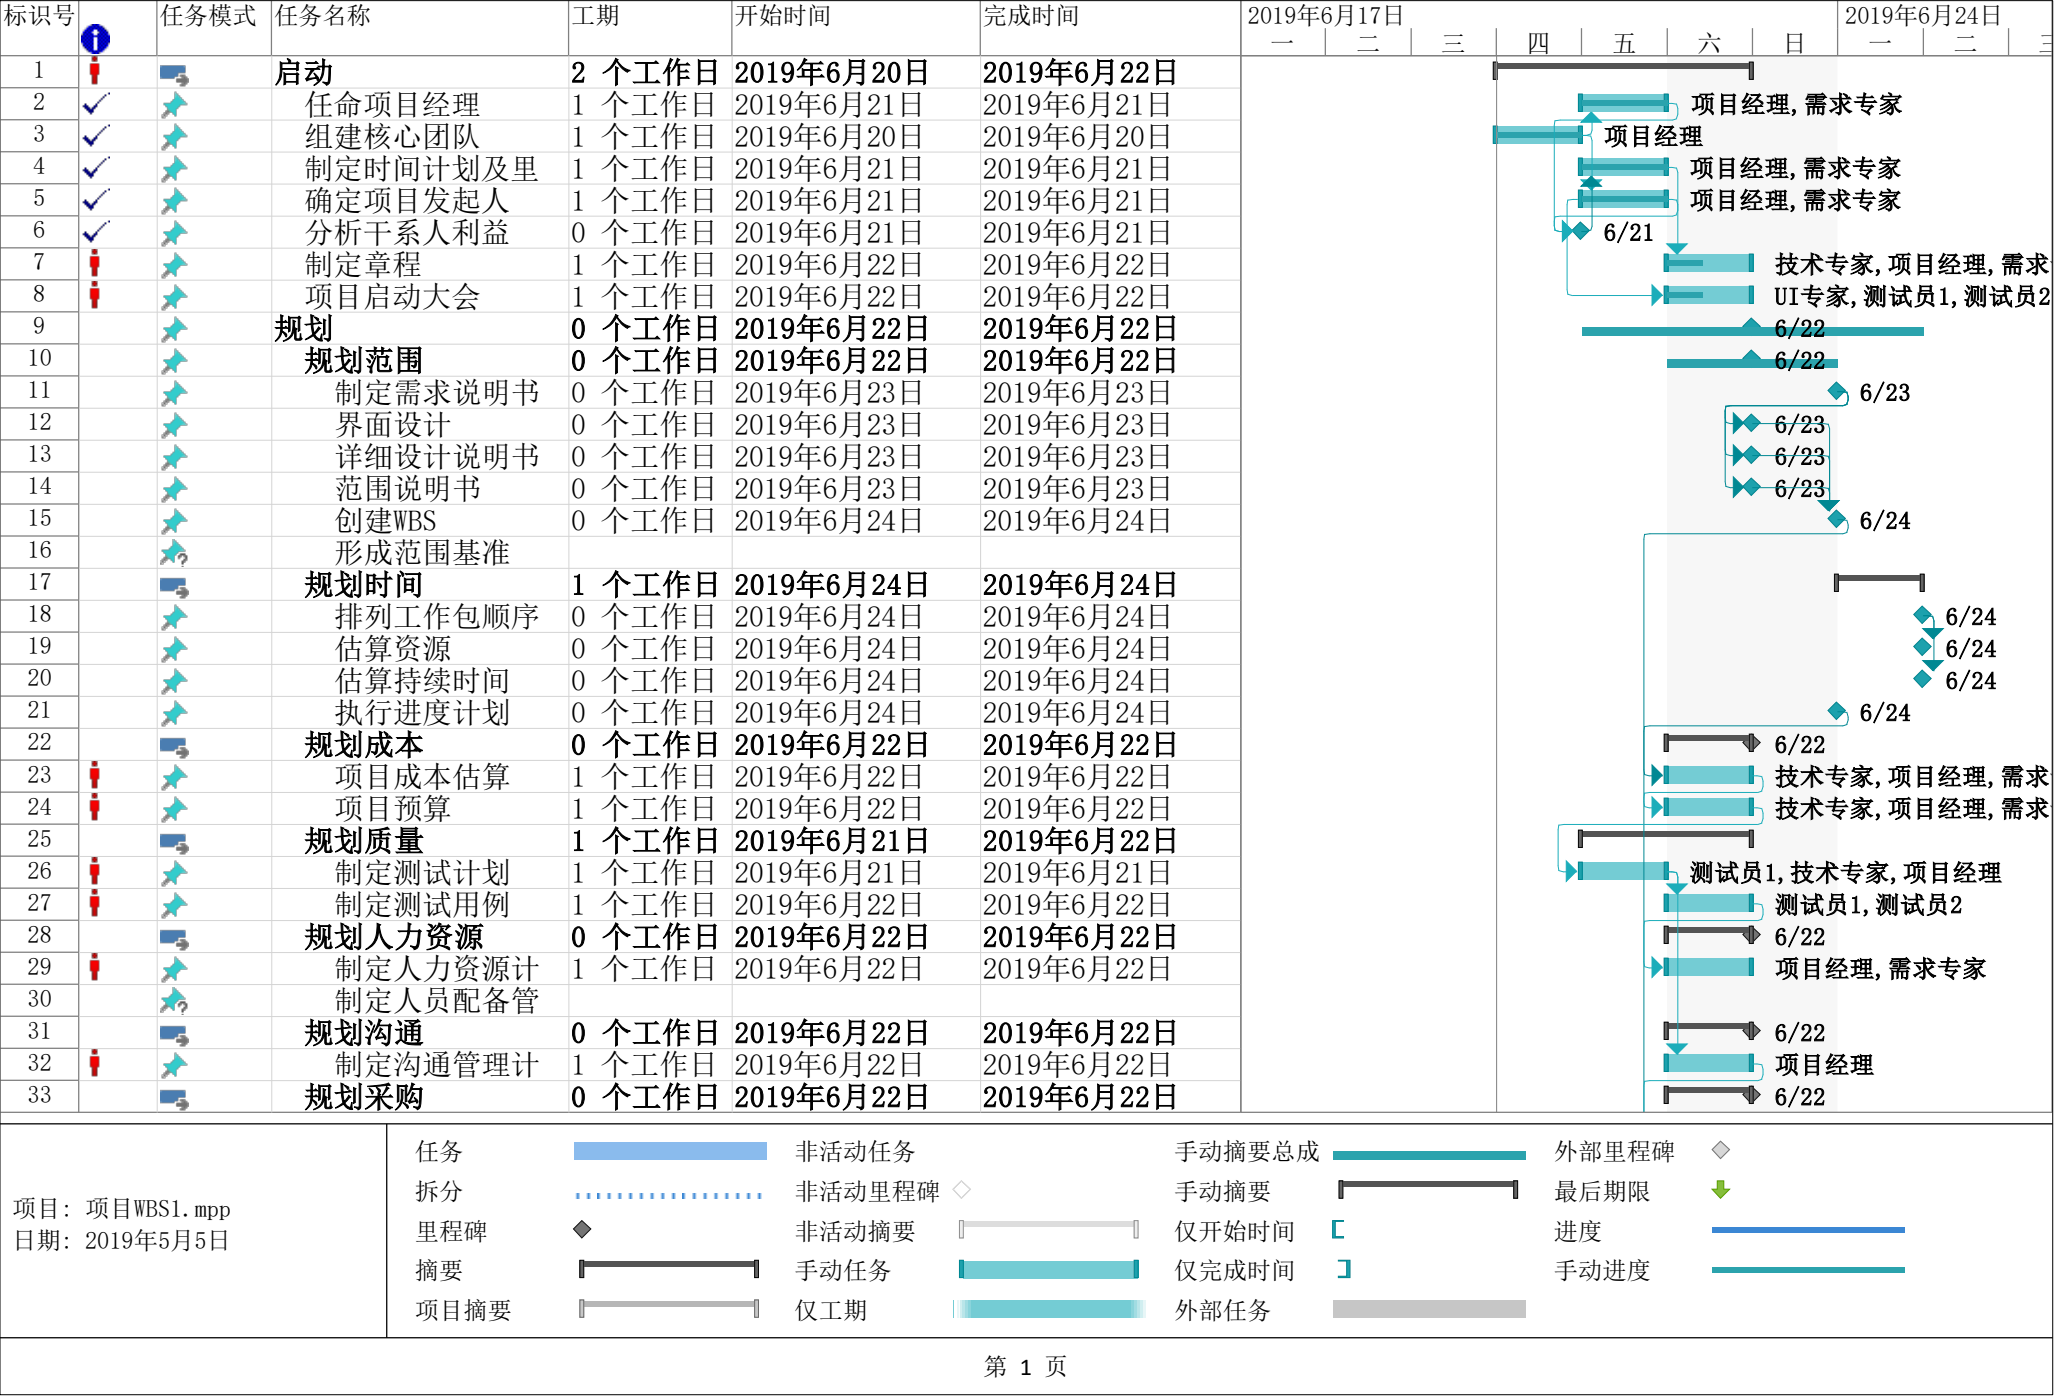 标识号 任务模式 任务名称 工期 开始时间 完成时间 2019年6月17日 2019年6月24日
一 二 三 四 五 六 日 一 二 三
1 启动 2 个工作日 2019年6月20日 2019年6月22日
2 任命项目经理 1 个工作日 2019年6月21日 2019年6月21日 项目经理,需求专家
3 组建核心团队 1 个工作日 2019年6月20日 2019年6月20日 项目经理
4 制定时间计划及里 1 个工作日 2019年6月21日 2019年6月21日 项目经理,需求专家
5 确定项目发起人 1 个工作日 2019年6月21日 2019年6月21日 项目经理,需求专家
6 分析干系人利益 0 个工作日 2019年6月21日 2019年6月21日 6/21
7 制定章程 1 个工作日 2019年6月22日 2019年6月22日 技术专家,项目经理,需求
8 项目启动大会 1 个工作日 2019年6月22日 2019年6月22日 UI专家,测试员1,测试员2
9 规划 0 个工作日 2019年6月22日 2019年6月22日 6/22
10 规划范围 0 个工作日 2019年6月22日 2019年6月22日 6/22
11 制定需求说明书 0 个工作日 2019年6月23日 2019年6月23日 6/23
12 界面设计 0 个工作日 2019年6月23日 2019年6月23日 6/23
13 详细设计说明书 0 个工作日 2019年6月23日 2019年6月23日 6/23
14 范围说明书 0 个工作日 2019年6月23日 2019年6月23日 6/23
15 创建WBS 0 个工作日 2019年6月24日 2019年6月24日 6/24
16 形成范围基准
17 规划时间 1 个工作日 2019年6月24日 2019年6月24日
18 排列工作包顺序 0 个工作日 2019年6月24日 2019年6月24日 6/24
19 估算资源 0 个工作日 2019年6月24日 2019年6月24日 6/24
20 估算持续时间 0 个工作日 2019年6月24日 2019年6月24日 6/24
21 执行进度计划 0 个工作日 2019年6月24日 2019年6月24日 6/24
22 规划成本 0 个工作日 2019年6月22日 2019年6月22日 6/22
23 项目成本估算 1 个工作日 2019年6月22日 2019年6月22日 技术专家,项目经理,需求
24 项目预算 1 个工作日 2019年6月22日 2019年6月22日 技术专家,项目经理,需求
25 规划质量 1 个工作日 2019年6月21日 2019年6月22日
26 制定测试计划 1 个工作日 2019年6月21日 2019年6月21日 测试员1,技术专家,项目经理
27 制定测试用例 1 个工作日 2019年6月22日 2019年6月22日 测试员1,测试员2
28 规划人力资源 0 个工作日 2019年6月22日 2019年6月22日 6/22
29 制定人力资源计 1 个工作日 2019年6月22日 2019年6月22日 项目经理,需求专家
30 制定人员配备管
31 规划沟通 0 个工作日 2019年6月22日 2019年6月22日 6/22
32 制定沟通管理计 1 个工作日 2019年6月22日 2019年6月22日 项目经理
33 规划采购 0 个工作日 2019年6月22日 2019年6月22日 6/22
项目: 项目WBS1.mpp
日期: 2019年5月5日
任务 非活动任务 手动摘要总成 外部里程碑
拆分 非活动里程碑 手动摘要 最后期限
里程碑 非活动摘要 仅开始时间 进度
摘要 手动任务 仅完成时间 手动进度
项目摘要 仅工期 外部任务
第 1 页